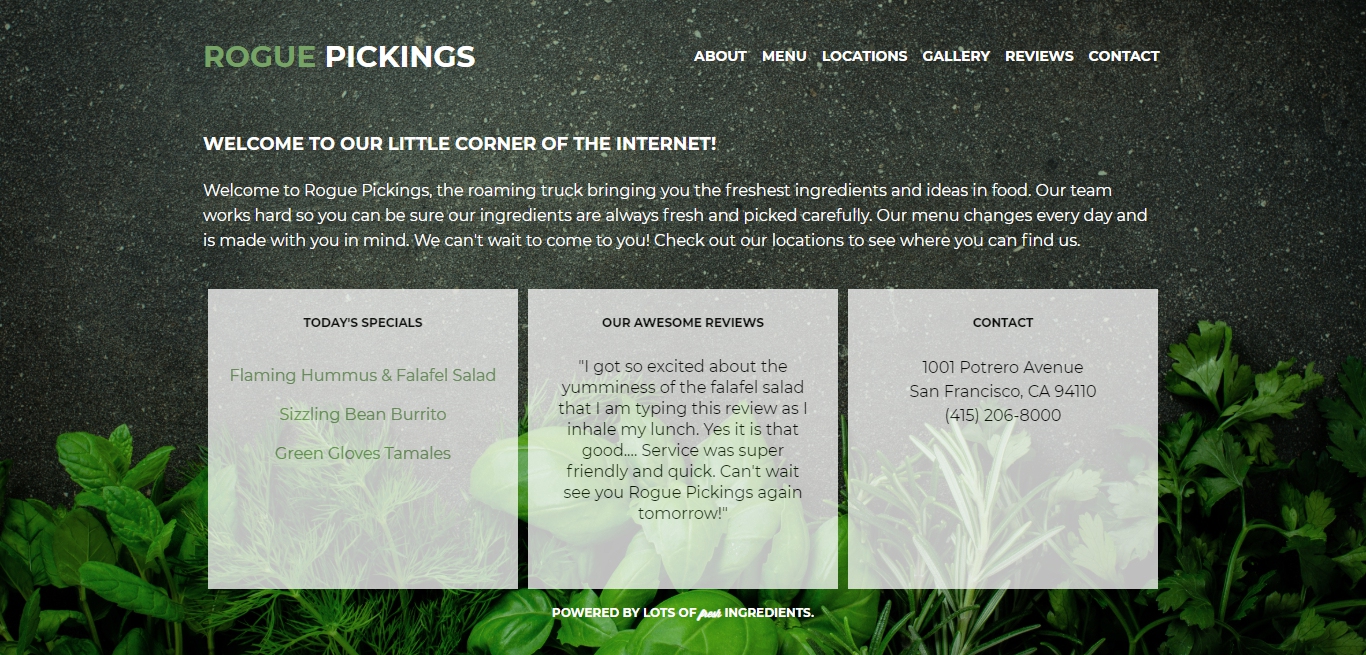 ROGUE PICKINGS
ABOUT MENU LOCATIONS GALLERY REVIEWS CONTACT
WELCOME TO OUR LITTLE CORNER OF THE INTERNET!
Welcome to Rogue Pickings, the roaming truck bringing you the freshest ingredients and ideas in food. Our team
works hard so you can be sure our ingredients are always fresh and picked carefully. Our menu changes every day and
is made with you in mind. We can't wait to come to you! Check out our locations to see where you can find us.
TODAY'S SPECIALS
Flaming Hummus & Falafel Salad
Sizzling Bean Burrito
Green Gloves Tamales
OUR AWESOME REVIEWS
"I got so excited about the
yumminess of the falafel salad
that I am typing this review as I
inhale my lunch. Yes it is that
good.... Service was super
friendly and quick. Can't wait
see you Rogue Pickings again
tomorrow!"
CONTACT
1001 Potrero Avenue
San Francisco, CA 94110
(415) 206-8000
POWERED BY LOTS OF fresh INGREDIENTS.